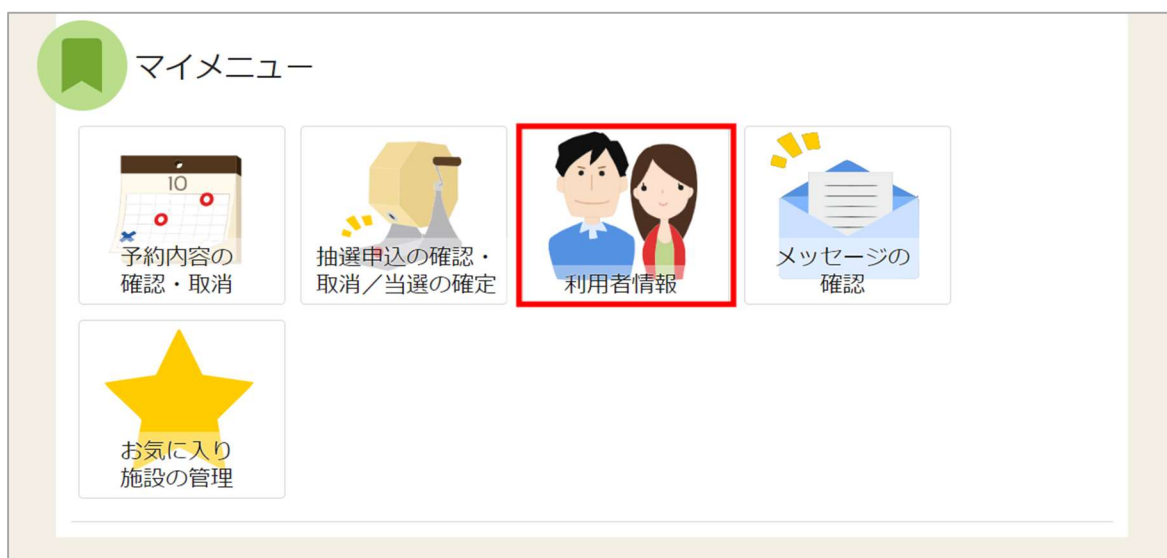 マイメニュー
10
予約内容の
確認・取消
抽選申込の確認・
取消／当選の確定
利用者情報
メッセージの
確認
お気に入り
施設の管理